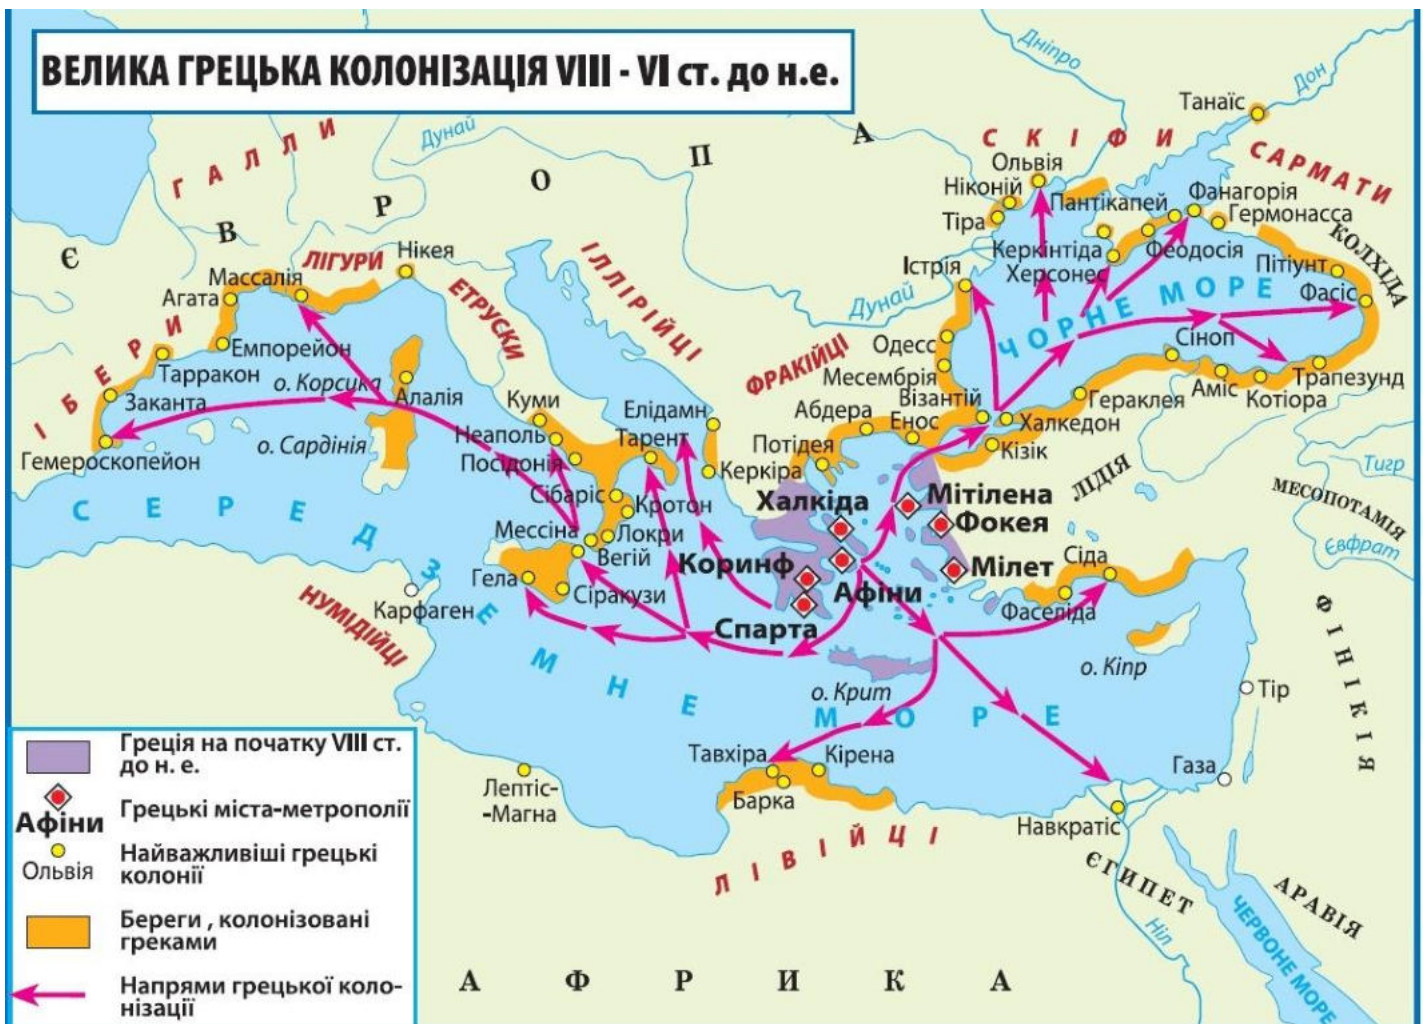 ВЕЛИКА ГРЕЦЬКА КОЛОНІЗАЦІЯ VIII - VI ст. до н.е.
Дніпро
Дон
Танаїс
ГАЛЛИ
Дунай
ЄВРОПА
СКІФИ
САРМАТИ
Ольвія
Ніконій
Тіра
Пантікапей
Фанагорія
Гермонасса
КОЛХІДА
Керкінтіда
Феодосія
Херсонес
Пітіунт
Фасіс
Істрія
Дунай
ЧОРНЕ МОРЕ
Нікея
ЛІГУРИ
Массалія
Агата
ІБЕРИ
Емпорейон
Тарракон
Заканта
Гемероскопейон
о. Корсика
Алалія
о. Сардінія
ЕТРУСКИ
ІЛЛІРІЙЦІ
ФРАКІЙЦІ
Одесс
Месембрія
Візантій
Абдера
Енос
Потідея
Халкедон
Кізік
Гераклея
Сіноп
Аміс
Котіора
Трапезунд
Куми
Неаполь
Посідонія
Елідамн
Тарент
Керкіра
Сібаріс
Кротон
Мессіна
Локри
Вегій
Гела
Сіракузи
Халкіда
Мітілена
Фокея
Коринф
Афіни
Мілет
Спарта
ЛІДІЯ
Тигр
МЕСОПОТАМІЯ
Євфрат
Сіда
Фаселіда
о. Кіпр
о. Крит
СЕРЕДЗЕМНЕ МОРЕ
Карфаген
НУМІДІЙЦІ
ФІНІКІЯ
Тір
Газа
Тавхіра
Кірена
Барка
Лептіс-
-Магна
ЛІВІЙЦІ
Навкратіс
ЄГИПЕТ
Ніл
АРАВІЯ
ЧЕРВОНЕ МОРЕ
АФРИКА
Греція на початку VIII ст.
до н. е.
Афіни
Грецькі міста-метрополії
Ольвія
Найважливіші грецькі
колонії
Береги , колонізовані
греками
Напрями грецької коло-
нізації